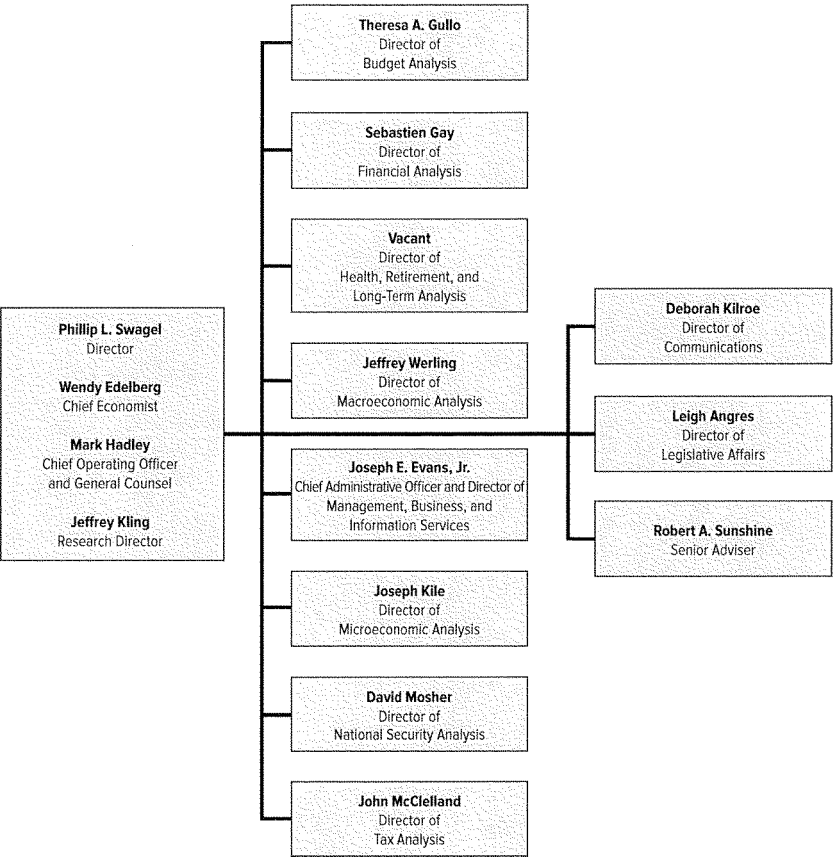 Phillip L. Swagel
Director
Wendy Edelberg
Chief Economist
Mark Hadley
Chief Operating Officer
and General Counsel
Jeffrey Kling
Research Director
Theresa A. Gullo
Director of
Budget Analysis
Sebastien Gay
Director of
Financial Analysis
Vacant
Director of
Health, Retirement, and
Long-Term Analysis
Jeffrey Werling
Director of
Macroeconomic Analysis
Joseph E. Evans, Jr.
Chief Administrative Officer and Director of
Management, Business, and
Information Services
Joseph Kile
Director of
Microeconomic Analysis
David Mosher
Director of
National Security Analysis
John McClelland
Director of
Tax Analysis
Deborah Kilroe
Director of
Communications
Leigh Angres
Director of
Legislative Affairs
Robert A. Sunshine
Senior Adviser